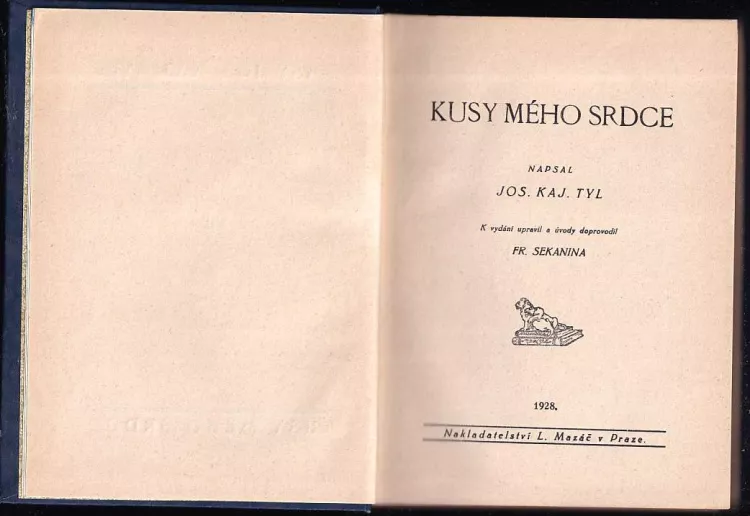 KUSY MÉHO SRDCE
NAPSAL
JOS. KAJ. TYL
K vydání upravil a úvody doprovodil
FR. SEKANINA
1928.
Nakladatelství L. Mazáč v Praze.